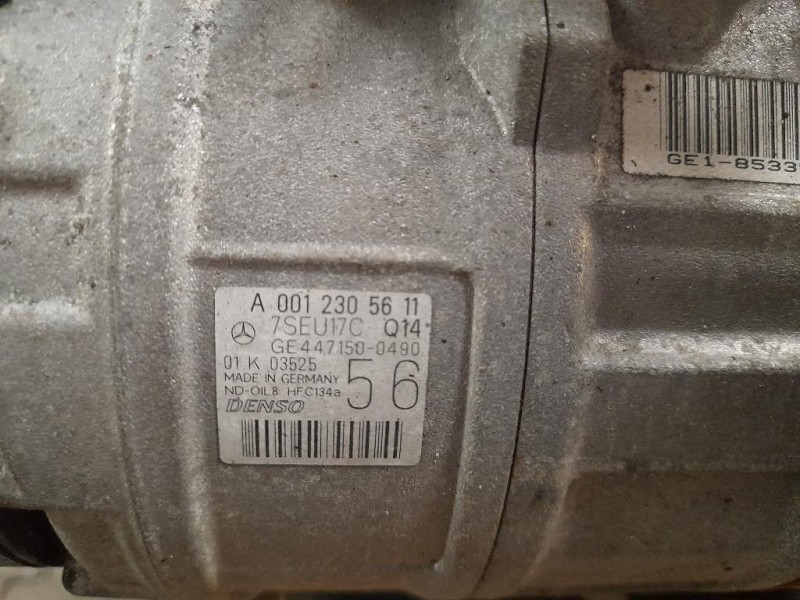 A 001 230 56 11
7SEU17C Q14
GE447150-0490
01 K 03525
56
MADE IN GERMANY
ND-OIL8 HFC134a
DENSO
GE1-8533